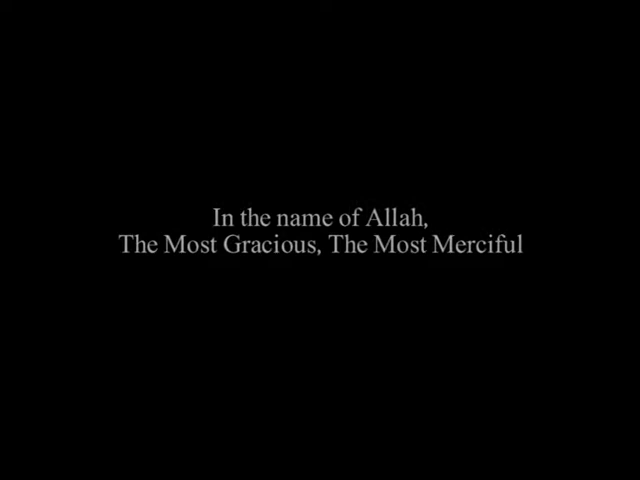 In the name of Allah,
The Most Gracious, The Most Merciful